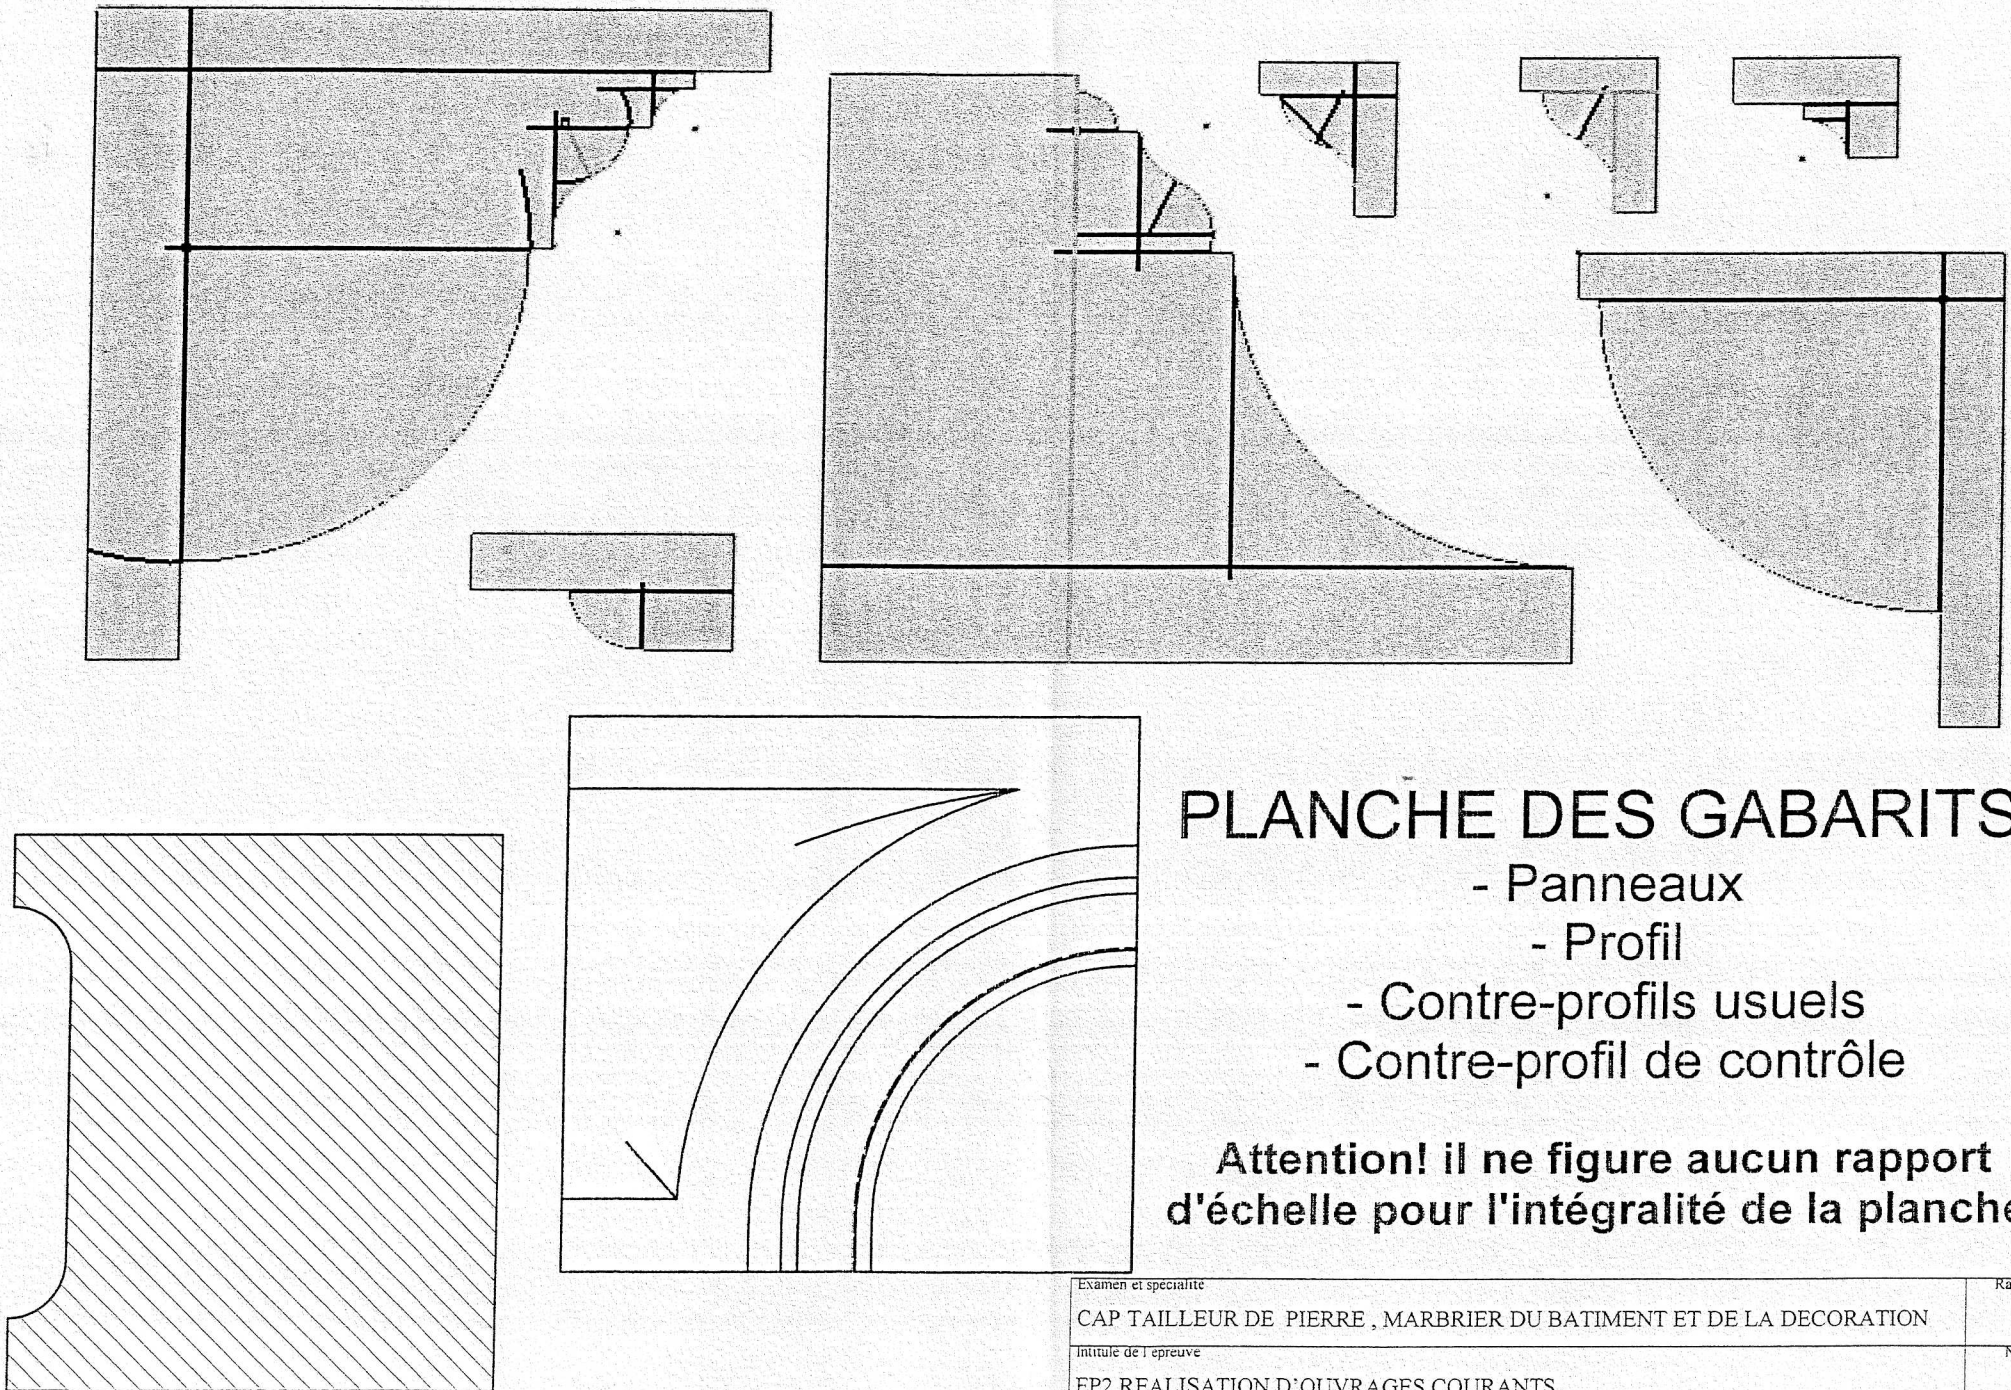 PLANCHE DES GABARITS
- Panneaux
- Profil
- Contre-profils usuels
- Contre-profil de contrôle
Attention! il ne figure aucun rapport
d'échelle pour l'intégralité de la planche
Examen et spécialité
CAP TAILLEUR DE PIERRE , MARBRIER DU BATIMENT ET DE LA DECORATION
Intitulé de l'épreuve
EP2 REALISATION D'OUVRAGES COURANTS